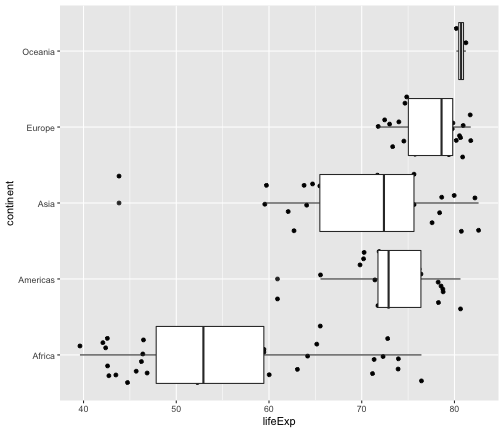 Oceania
Europe
Asia
Americas
Africa
continent
40 50 60 70 80
lifeExp